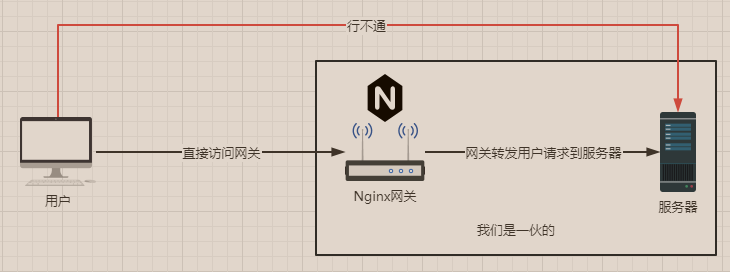 行不通
N
直接访问网关
网关转发用户请求到服务器
用户
Nginx网关
服务器
我们是一伙的